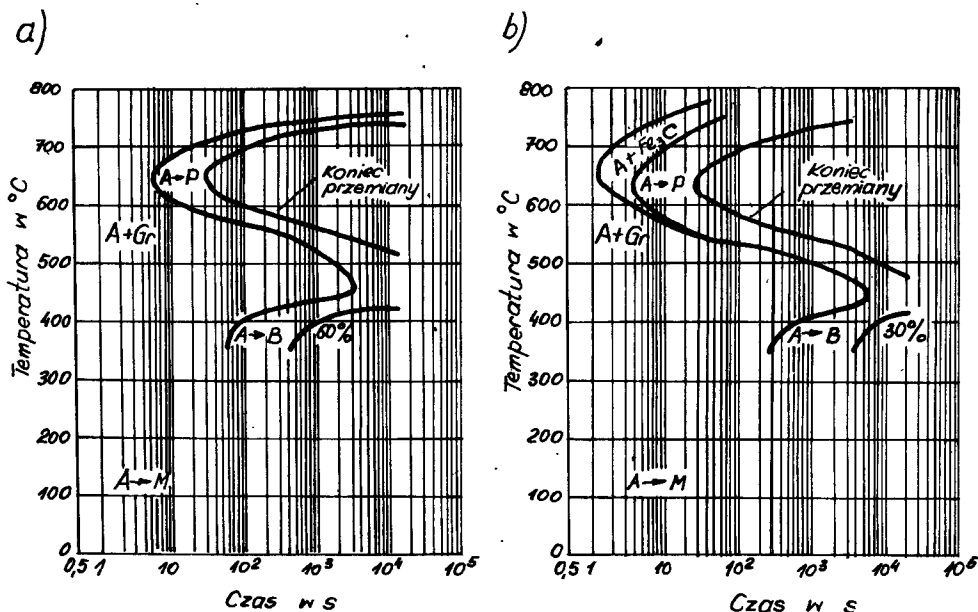 a)
800
700
600
500
400
300
200
100
0
Temperatura w °C
A→P
Koniec
przemiany
A+Gr
A→B
50%
A→M
0,5 1 10 10² 10³ 10⁴ 10⁵
Czas w s
b)
800
700
600
500
400
300
200
100
0
Temperatura w °C
A+Fe₃C
A→P
Koniec
przemiany
A+Gr
A→B
30%
A→M
0,5 1 10 10² 10³ 10⁴ 10⁵
Czas w s